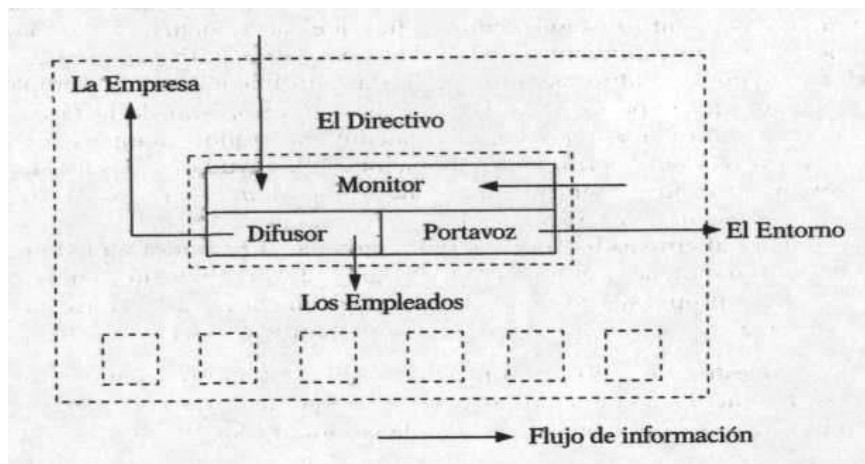 La Empresa
El Directivo
Monitor
Difusor
Portavoz
El Entorno
Los Empleados
Flujo de información